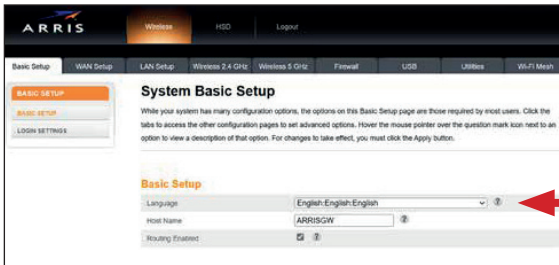 ARRIS
Wireless HSD Logout
Basic Setup WAN Setup LAN Setup Wireless 2.4 GHz Wireless 5 GHz Firewall USB Utilities Wi-Fi Mesh
BASIC SETUP
BASIC SETUP
LOGIN SETTINGS
System Basic Setup
While your system has many configuration options, the options on this Basic Setup page are those required by most users. Click the
tabs to access the other configuration pages to set advanced options. Hover the mouse pointer over the question mark icon next to an
option to view a description of that option. For changes to take effect, you must click the Apply button.
Basic Setup
Language English:English:English ?
Host Name ARRISGW ?
Routing Enabled ?